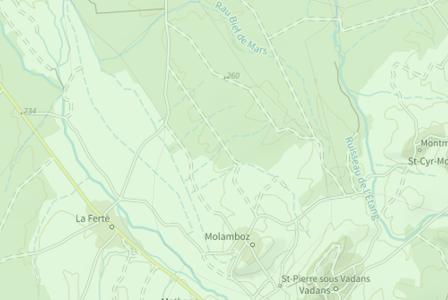 Rau Bief de Mars
260
234
Ruisseau de l'Étang
Montm
St-Cyr-Mo
La Ferté
Molamboz
St-Pierre sous Vadans
Vadans